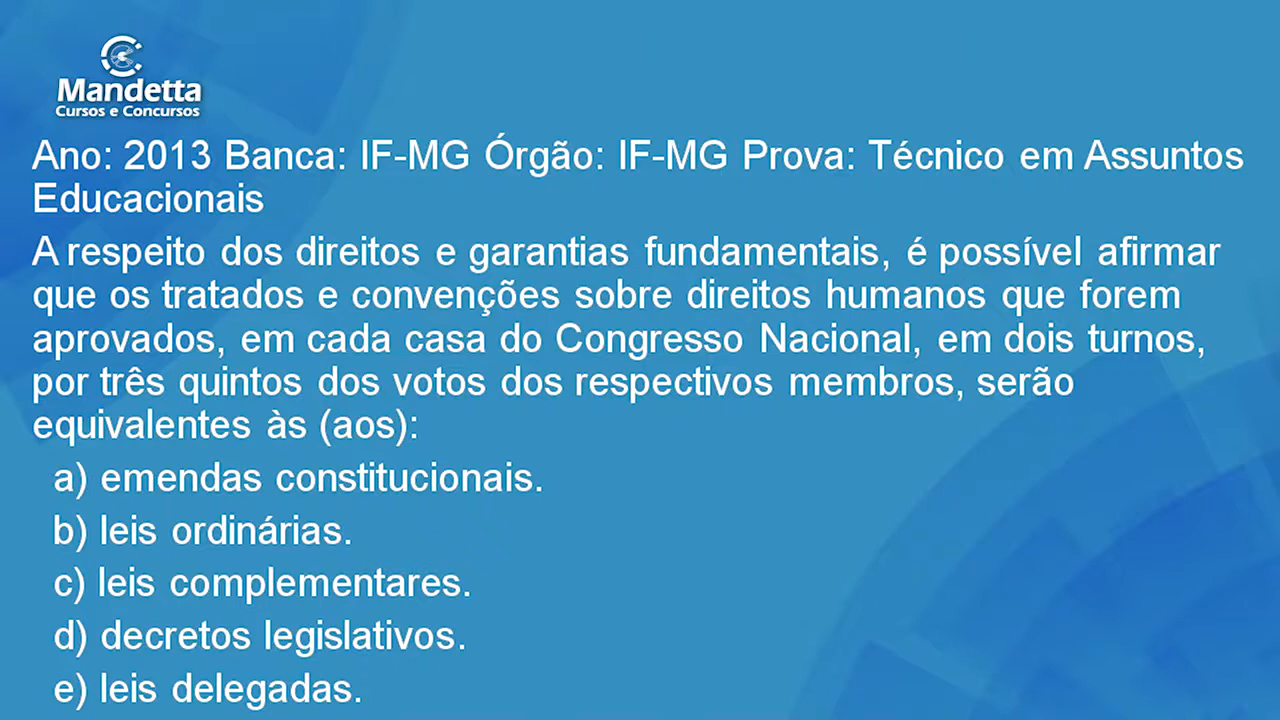 Mandetta
Cursos e Concursos
Ano: 2013 Banca: IF-MG Órgão: IF-MG Prova: Técnico em Assuntos
Educacionais
A respeito dos direitos e garantias fundamentais, é possível afirmar
que os tratados e convenções sobre direitos humanos que forem
aprovados, em cada casa do Congresso Nacional, em dois turnos,
por três quintos dos votos dos respectivos membros, serão
equivalentes às (aos):
a) emendas constitucionais.
b) leis ordinárias.
c) leis complementares.
d) decretos legislativos.
e) leis delegadas.